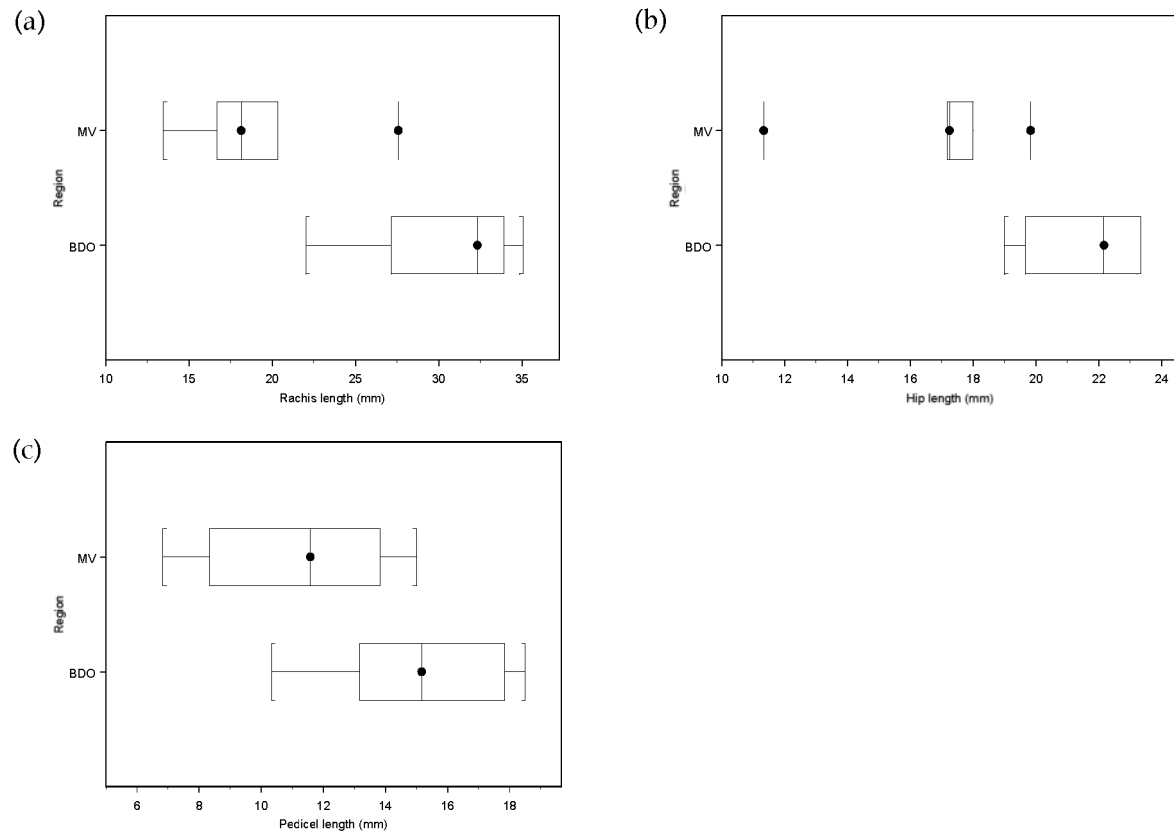 (a)
MV
Region
BDO
10 15 20 25 30 35
Rachis length (mm)
(b)
MV
Region
BDO
10 12 14 16 18 20 22 24
Hip length (mm)
(c)
MV
Region
BDO
6 8 10 12 14 16 18
Pedicel length (mm)